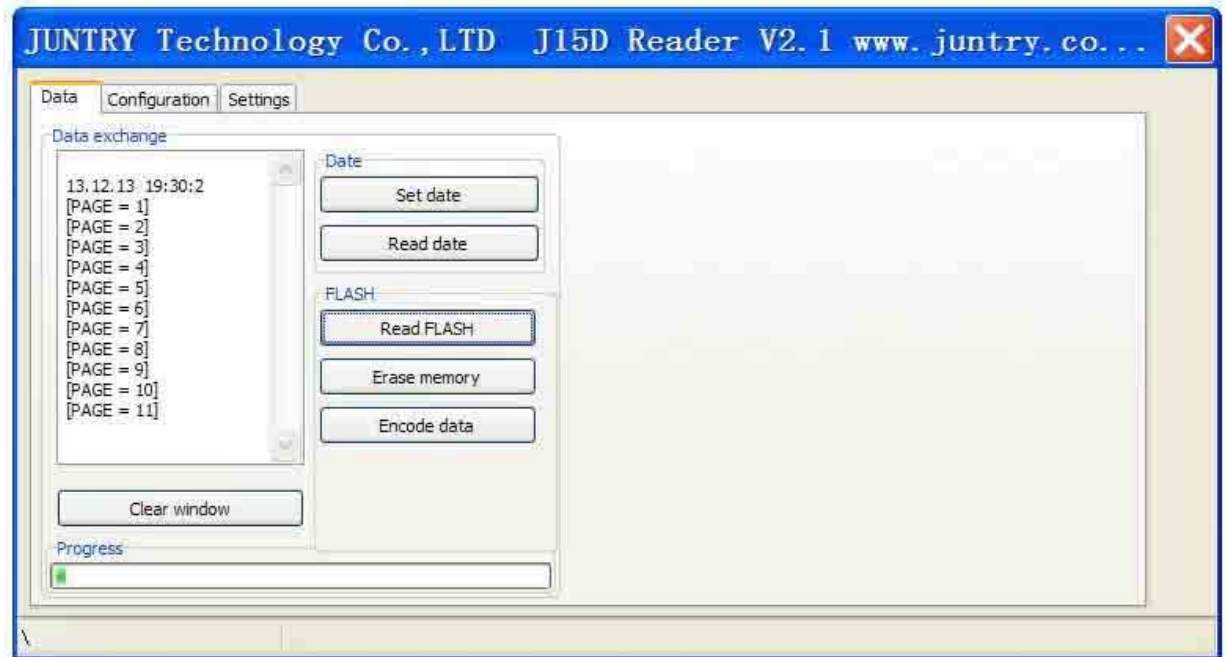 JUNTRY Technology Co.,LTD J15D Reader V2.1 www.juntry.co...
Data
Configuration
Settings
Data exchange
13.12.13 19:30:2
[PAGE = 1]
[PAGE = 2]
[PAGE = 3]
[PAGE = 4]
[PAGE = 5]
[PAGE = 6]
[PAGE = 7]
[PAGE = 8]
[PAGE = 9]
[PAGE = 10]
[PAGE = 11]
Clear window
Date
Set date
Read date
FLASH
Read FLASH
Erase memory
Encode data
Progress
\